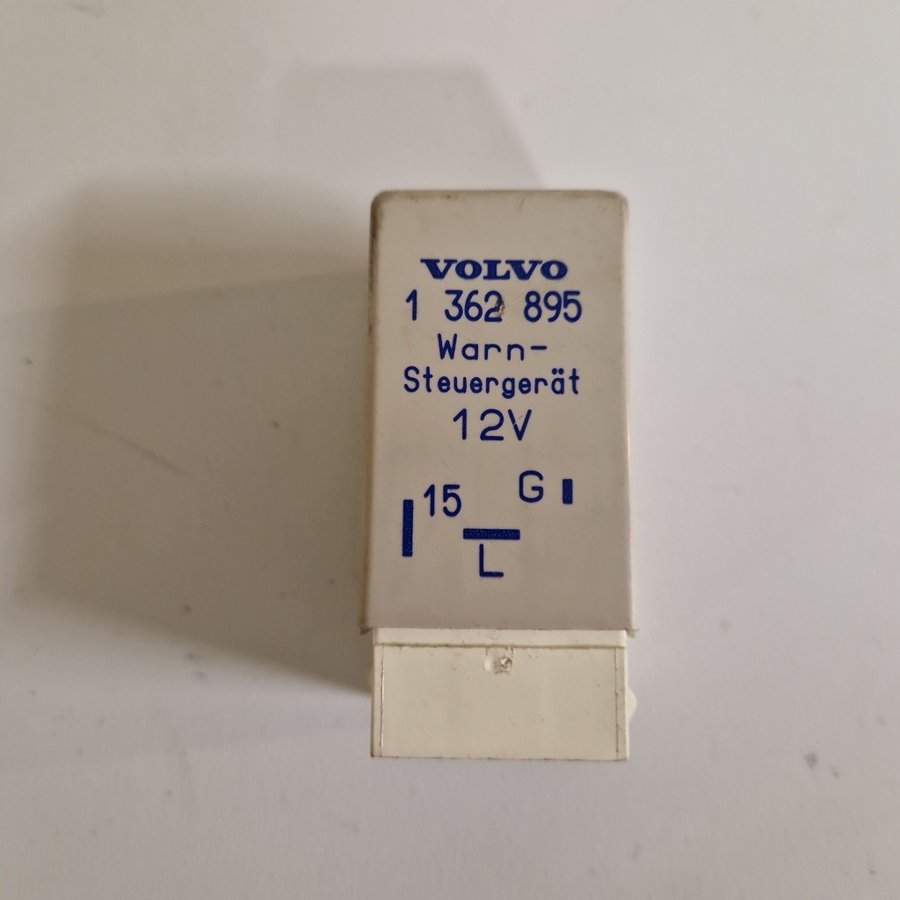 VOLVO
1 362 895
Warn-
Steuergerät
12V
15 G
L